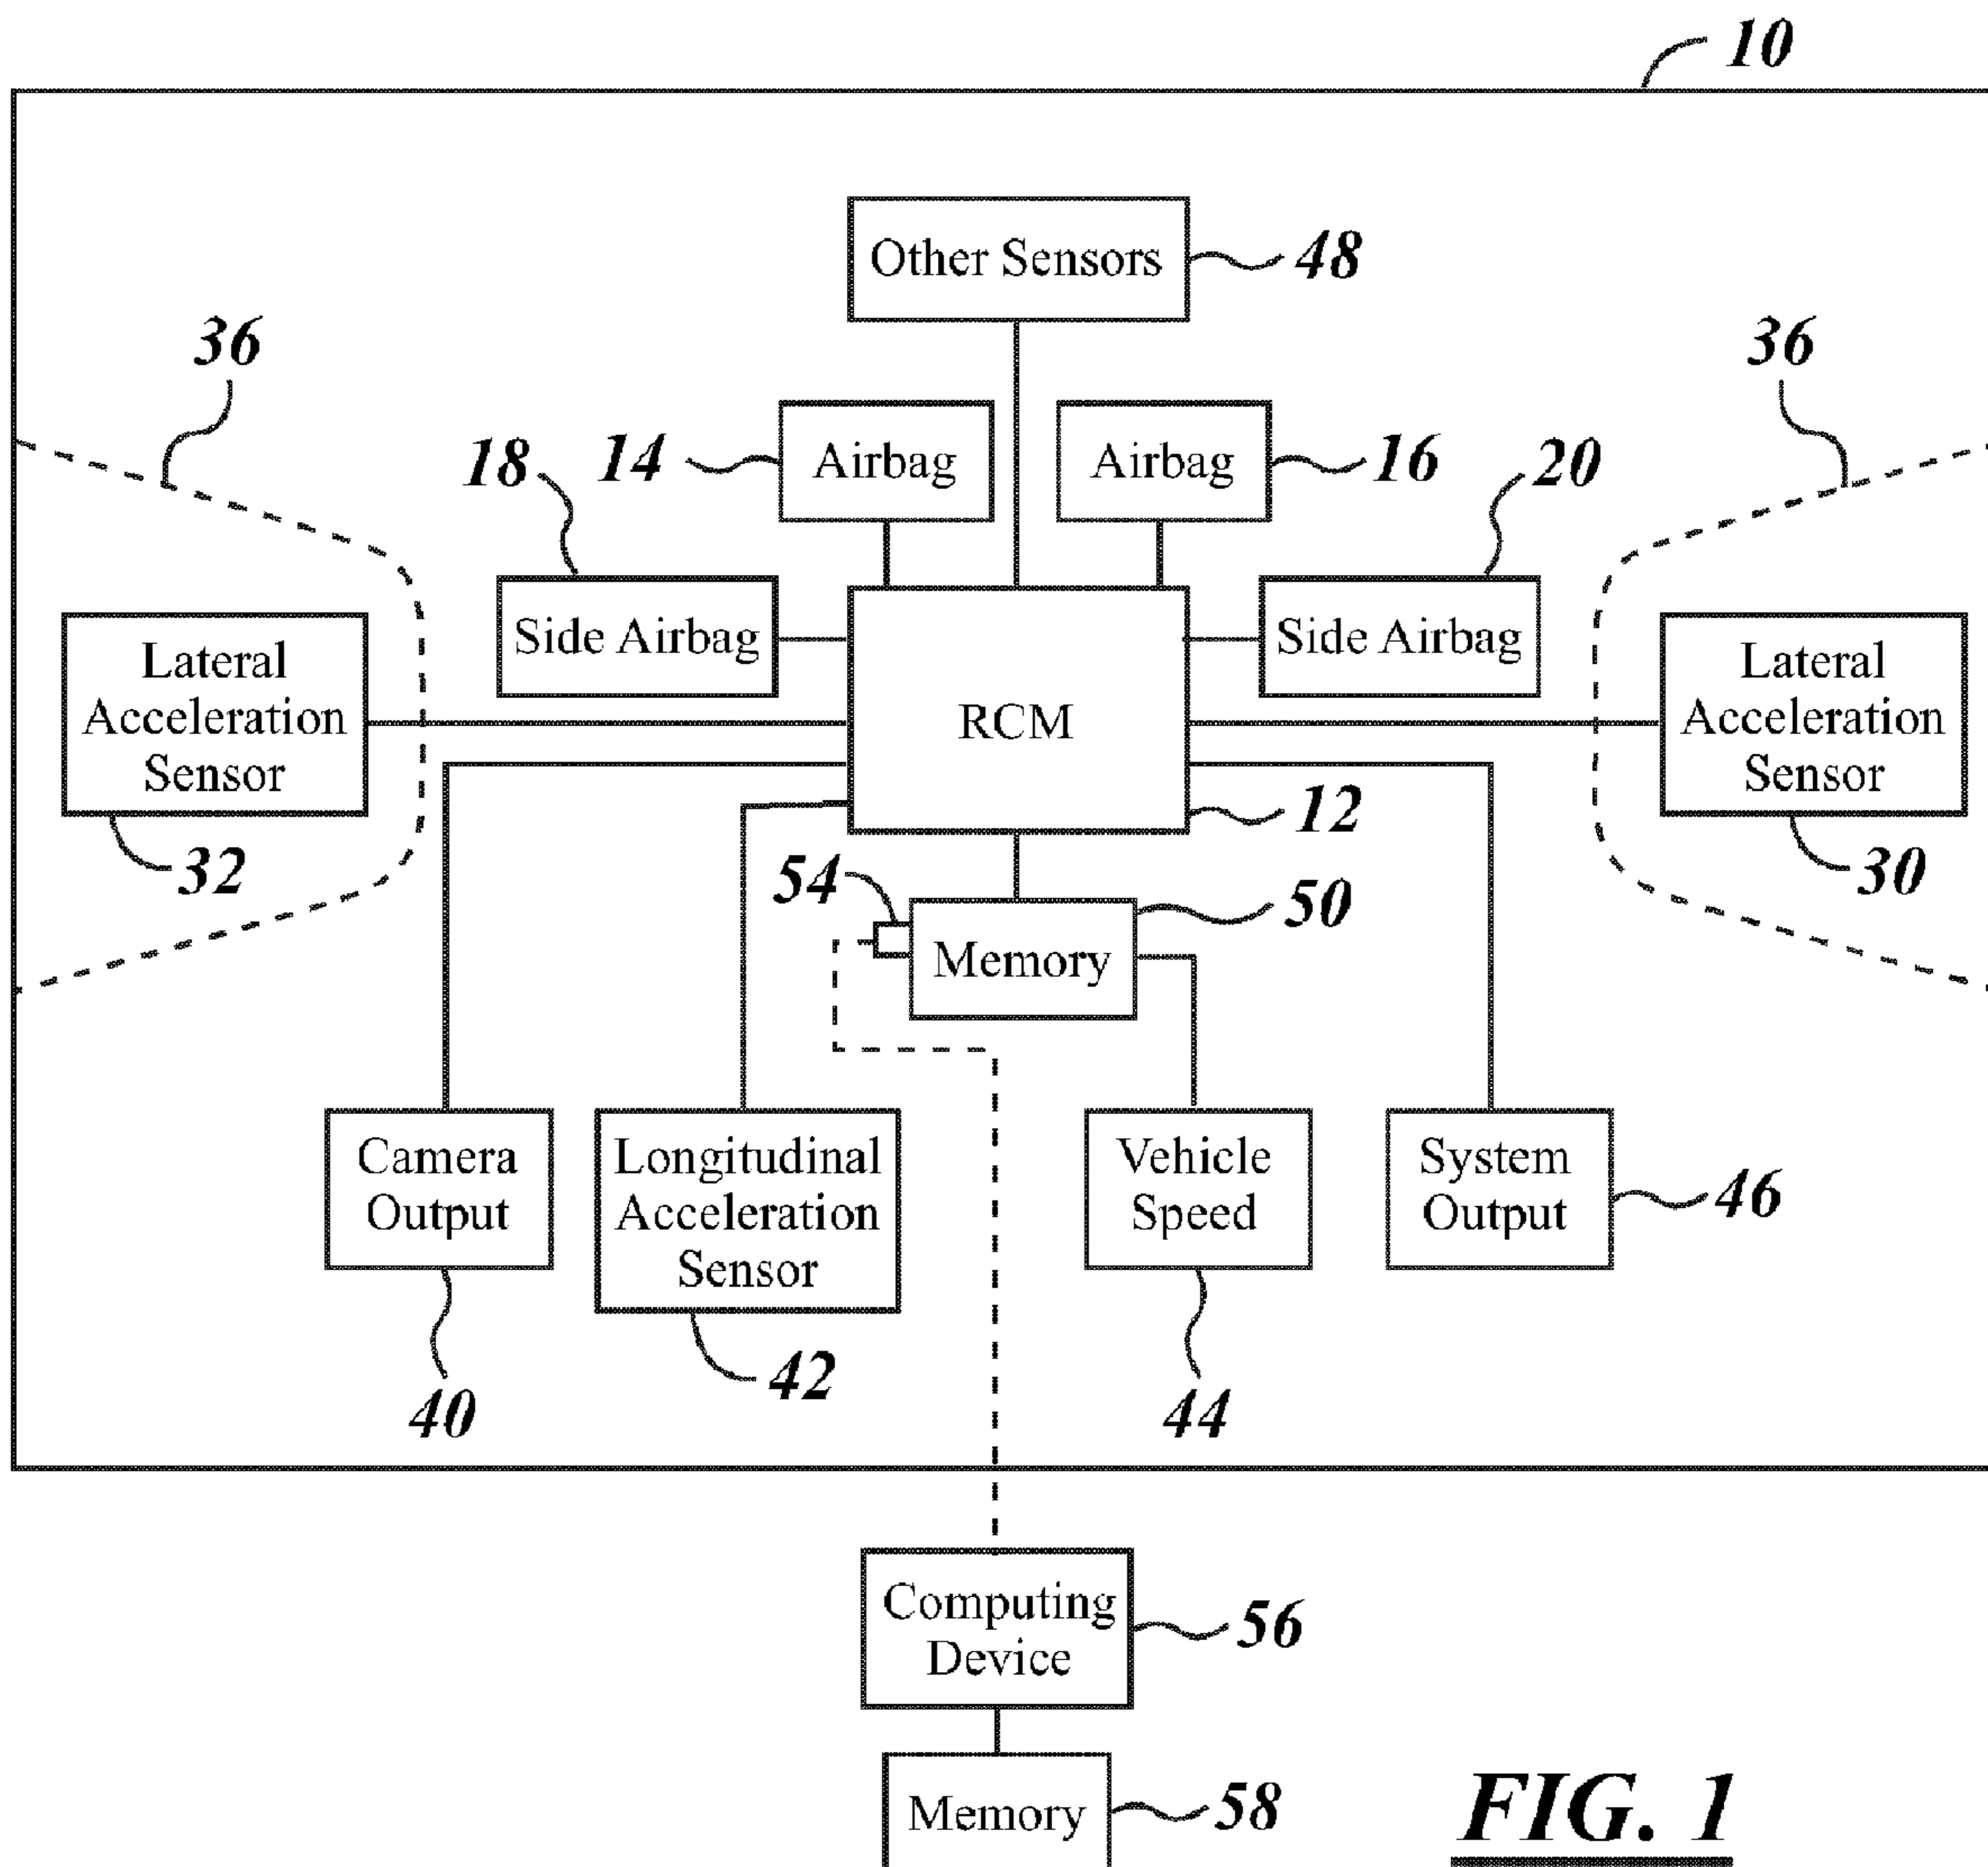 10
Other Sensors
48
36
36
18
14
Airbag
Airbag
16
20
Side Airbag
Side Airbag
Lateral
Acceleration
Sensor
RCM
Lateral
Acceleration
Sensor
32
12
30
54
50
Memory
Camera
Output
Longitudinal
Acceleration
Sensor
Vehicle
Speed
System
Output
46
40
42
44
Computing
Device
56
Memory
58
FIG. 1